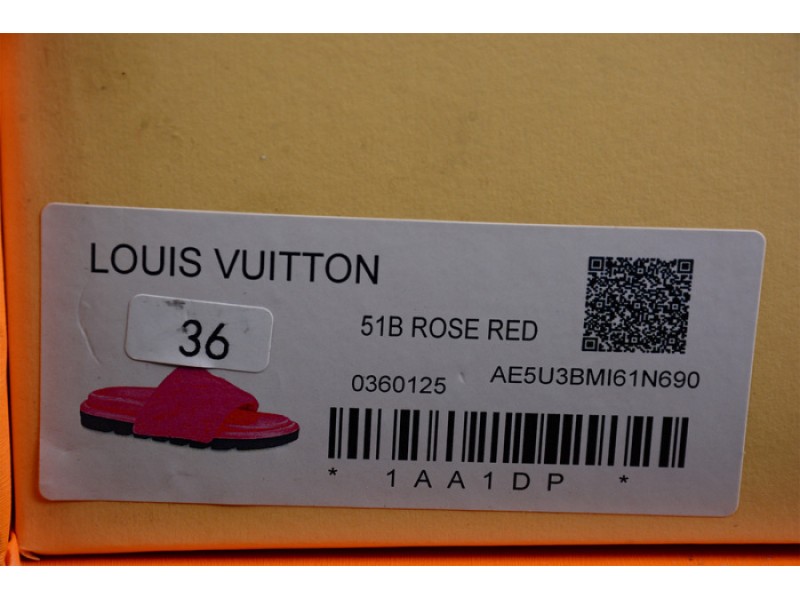 LOUIS VUITTON
36
51B ROSE RED
0360125
AE5U3BMI61N690
* 1AA1DP *